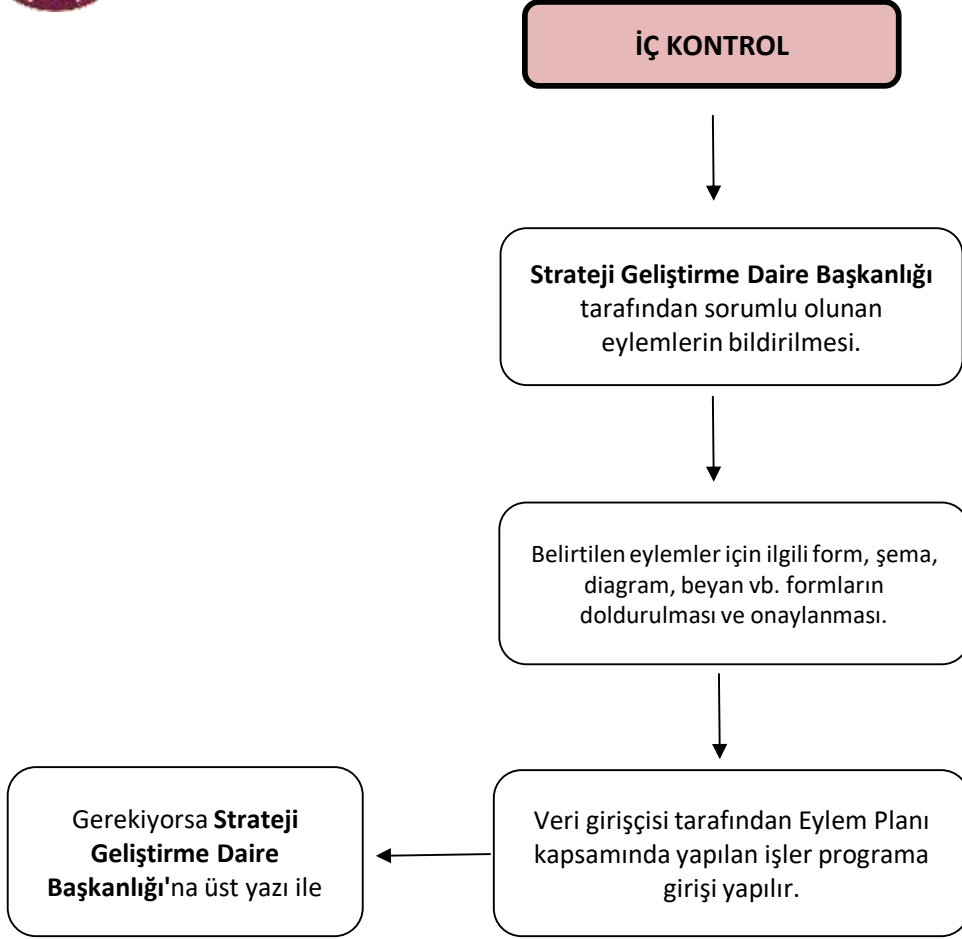 İÇ KONTROL
Strateji Geliştirme Daire Başkanlığı
tarafından sorumlu olunan
eylemlerin bildirilmesi.
Belirtilen eylemler için ilgili form, şema,
diagram, beyan vb. formların
doldurulması ve onaylanması.
Veri girişçisi tarafından Eylem Planı
kapsamında yapılan işler programa
girişi yapılır.
Gerekiyorsa Strateji
Geliştirme Daire
Başkanlığı'na üst yazı ile